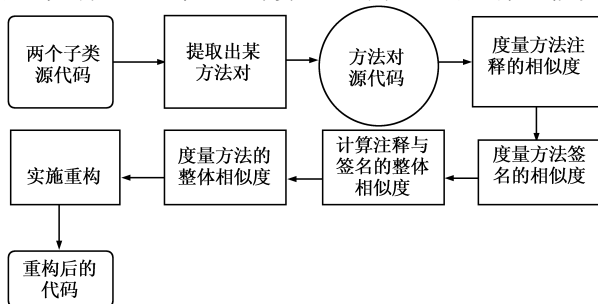 两个子类
源代码
提取出某
方法对
方法对
源代码
度量方法注
释的相似度
度量方法签
名的相似度
计算注释与
签名的整体
相似度
度量方法的
整体相似度
实施重构
重构后的
代码